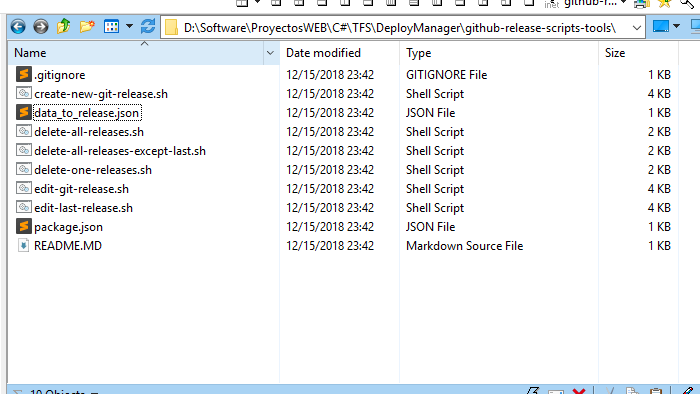 inet github-r...
D:\Software\ProyectosWEB\C#\TFS\DeployManager\github-release-scripts-tools\
Name Date modified Type Size
.gitignore 12/15/2018 23:42 GITIGNORE File 1 KB
create-new-git-release.sh 12/15/2018 23:42 Shell Script 4 KB
data_to_release.json 12/15/2018 23:42 JSON File 1 KB
delete-all-releases.sh 12/15/2018 23:42 Shell Script 2 KB
delete-all-releases-except-last.sh 12/15/2018 23:42 Shell Script 2 KB
delete-one-releases.sh 12/15/2018 23:42 Shell Script 2 KB
edit-git-release.sh 12/15/2018 23:42 Shell Script 4 KB
edit-last-release.sh 12/15/2018 23:42 Shell Script 4 KB
package.json 12/15/2018 23:42 JSON File 1 KB
README.MD 12/15/2018 23:42 Markdown Source File 1 KB
10 Objects